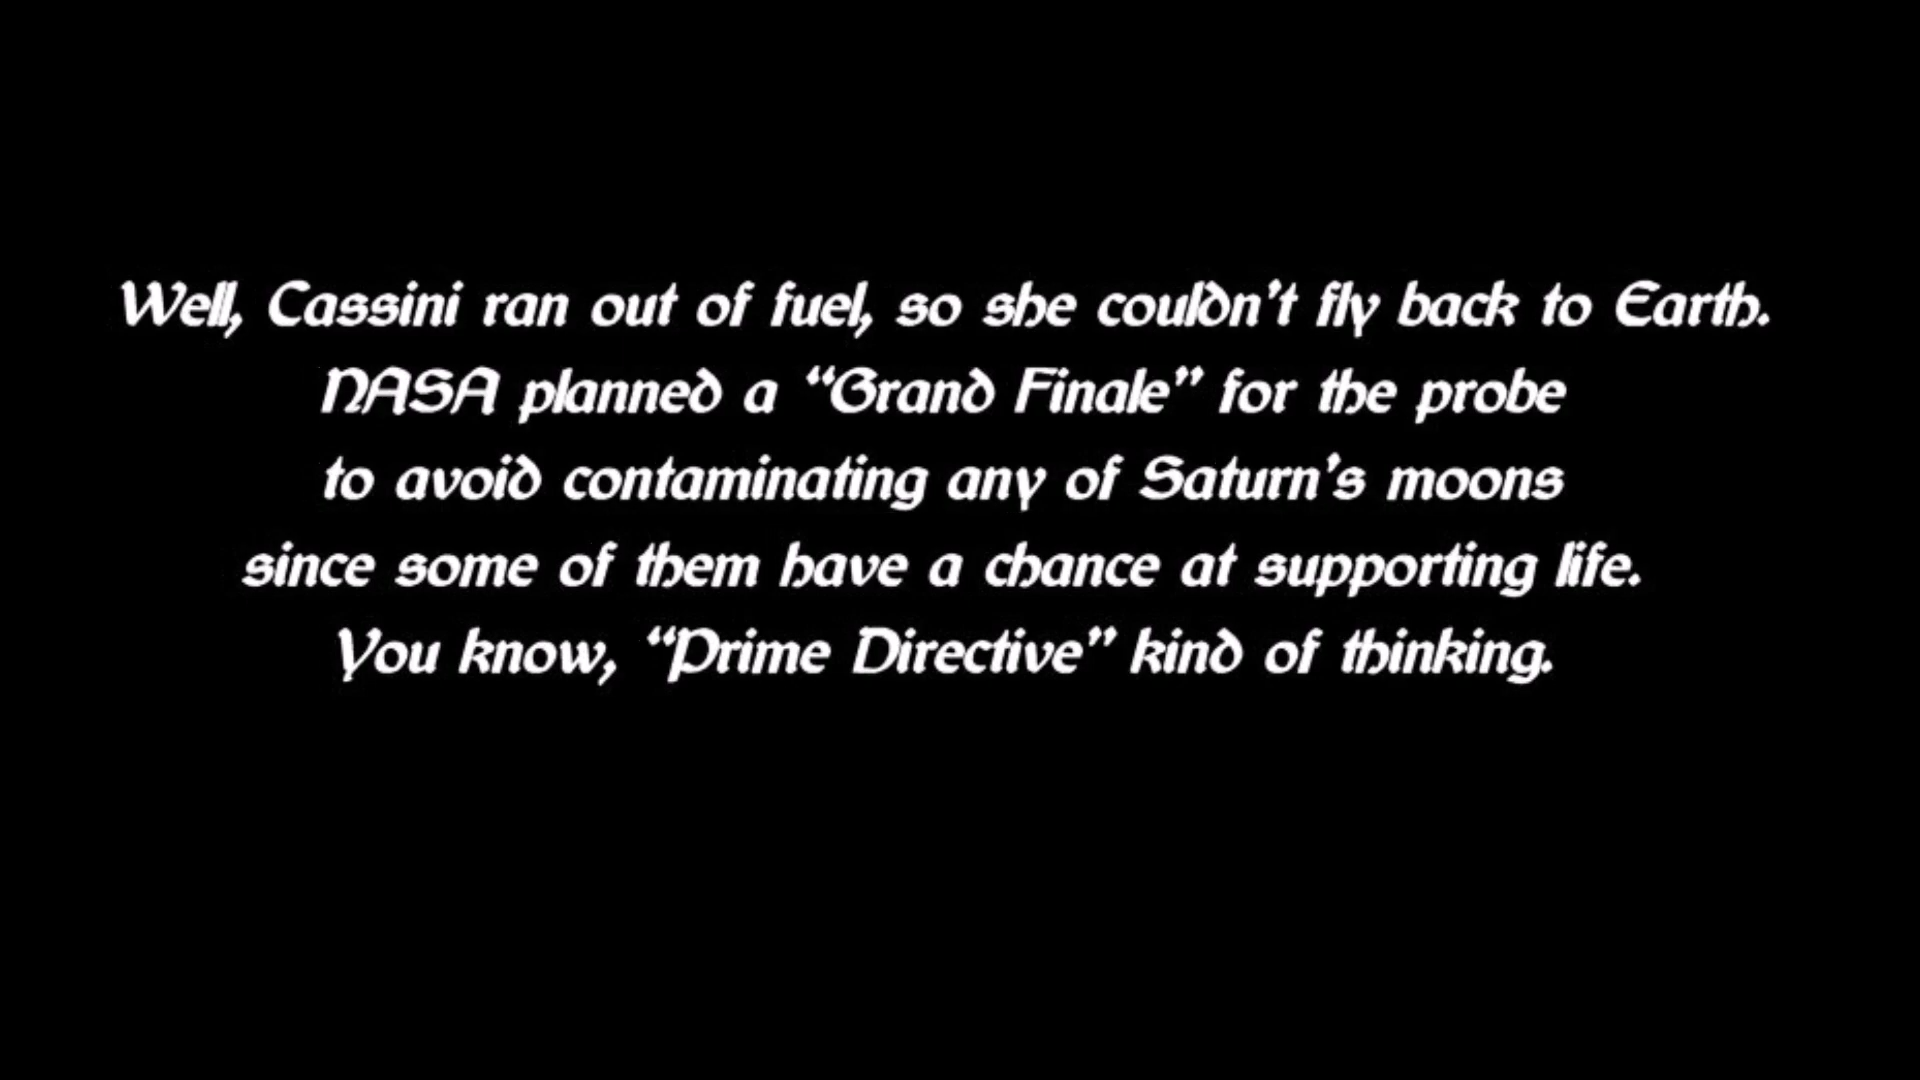 Well, Cassini ran out of fuel, so she couldn't fly back to Earth.
NASA planned a “Grand Finale” for the probe
to avoid contaminating any of Saturn's moons
since some of them have a chance at supporting life.
You know, “Prime Directive” kind of thinking.